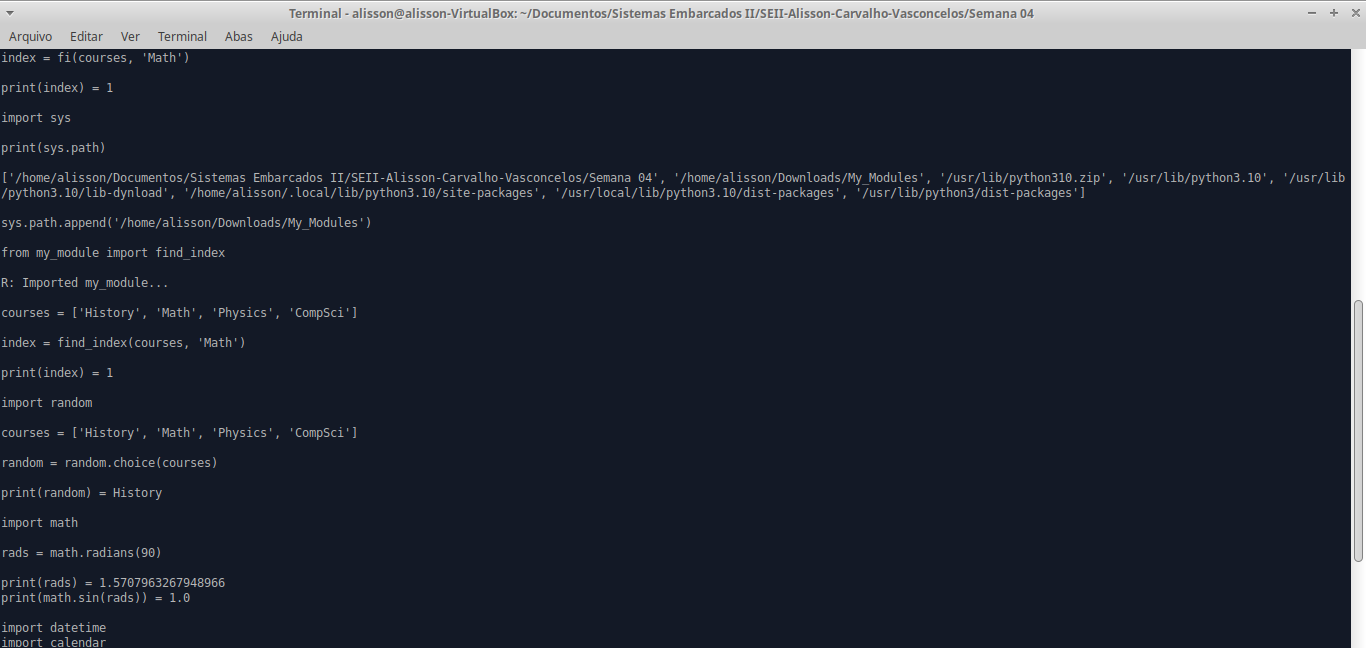 Terminal - alisson@alisson-VirtualBox: ~/Documentos/Sistemas Embarcados II/SEII-Alisson-Carvalho-Vasconcelos/Semana 04
Arquivo Editar Ver Terminal Abas Ajuda
index = fi(courses, 'Math')
print(index) = 1
import sys
print(sys.path)
['/home/alisson/Documentos/Sistemas Embarcados II/SEII-Alisson-Carvalho-Vasconcelos/Semana 04', '/home/alisson/Downloads/My_Modules', '/usr/lib/python310.zip', '/usr/lib/python3.10', '/usr/lib
/python3.10/lib-dynload', '/home/alisson/.local/lib/python3.10/site-packages', '/usr/local/lib/python3.10/dist-packages', '/usr/lib/python3/dist-packages']
sys.path.append('/home/alisson/Downloads/My_Modules')
from my_module import find_index
R: Imported my_module...
courses = ['History', 'Math', 'Physics', 'CompSci']
index = find_index(courses, 'Math')
print(index) = 1
import random
courses = ['History', 'Math', 'Physics', 'CompSci']
random = random.choice(courses)
print(random) = History
import math
rads = math.radians(90)
print(rads) = 1.5707963267948966
print(math.sin(rads)) = 1.0
import datetime
import calendar